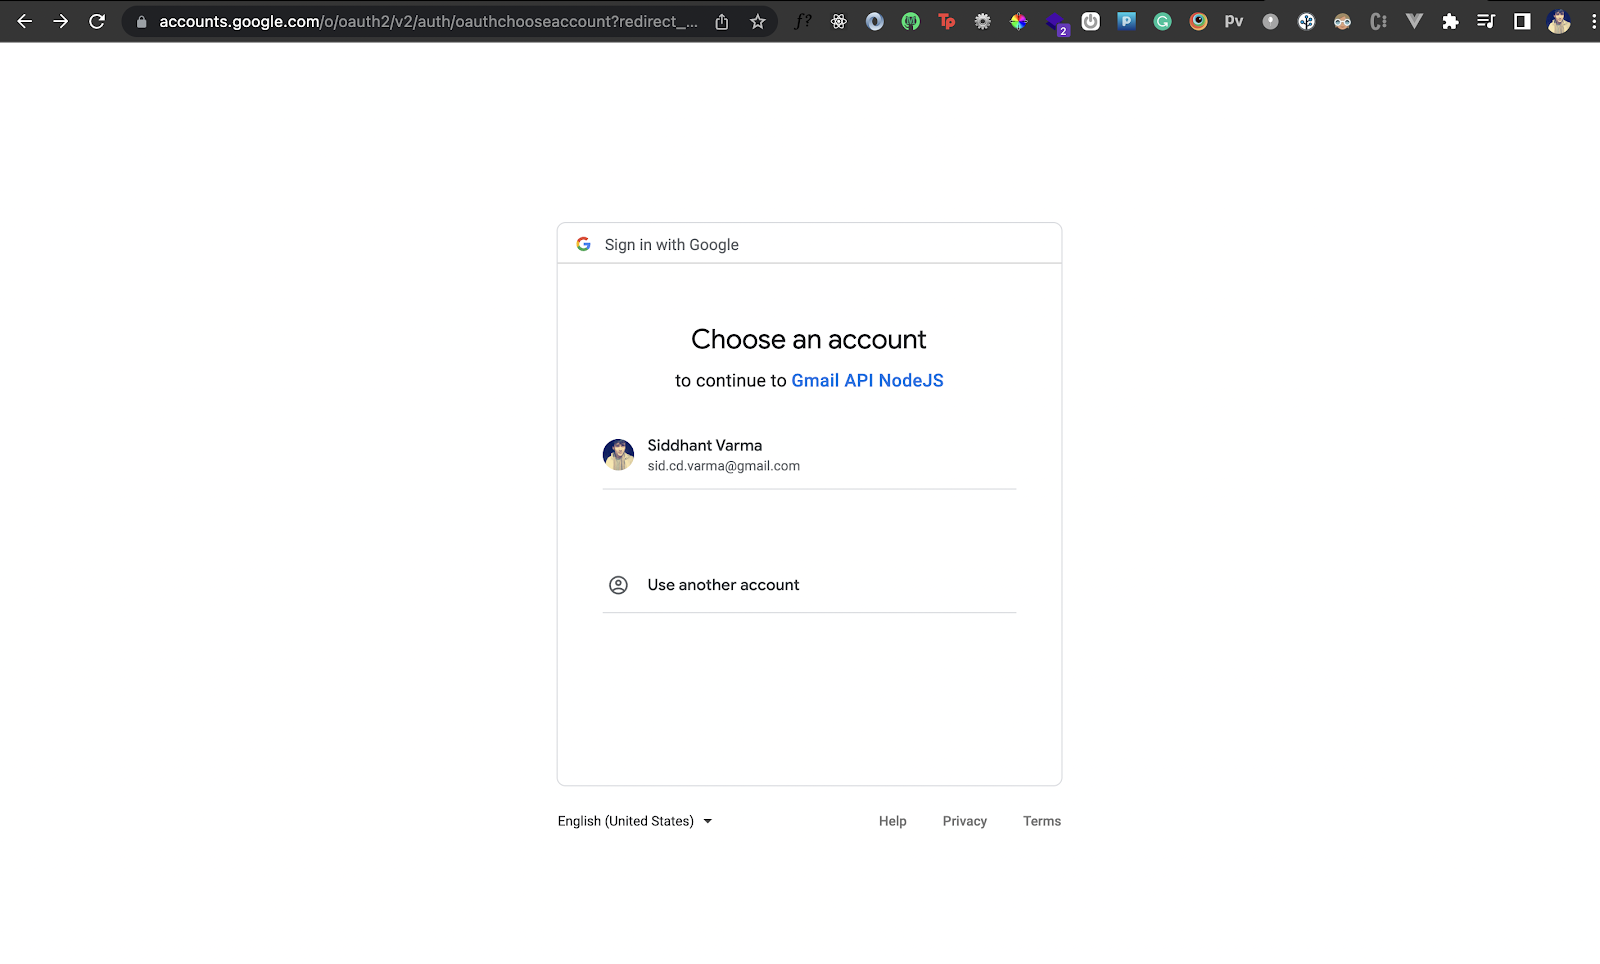 accounts.google.com/o/oauth2/v2/auth/oauthchooseaccount?redirect_...
f?
Tp
2
P
G
Pv
Sign in with Google
Choose an account
to continue to Gmail API NodeJS
Siddhant Varma
sid.cd.varma@gmail.com
Use another account
English (United States)
Help
Privacy
Terms